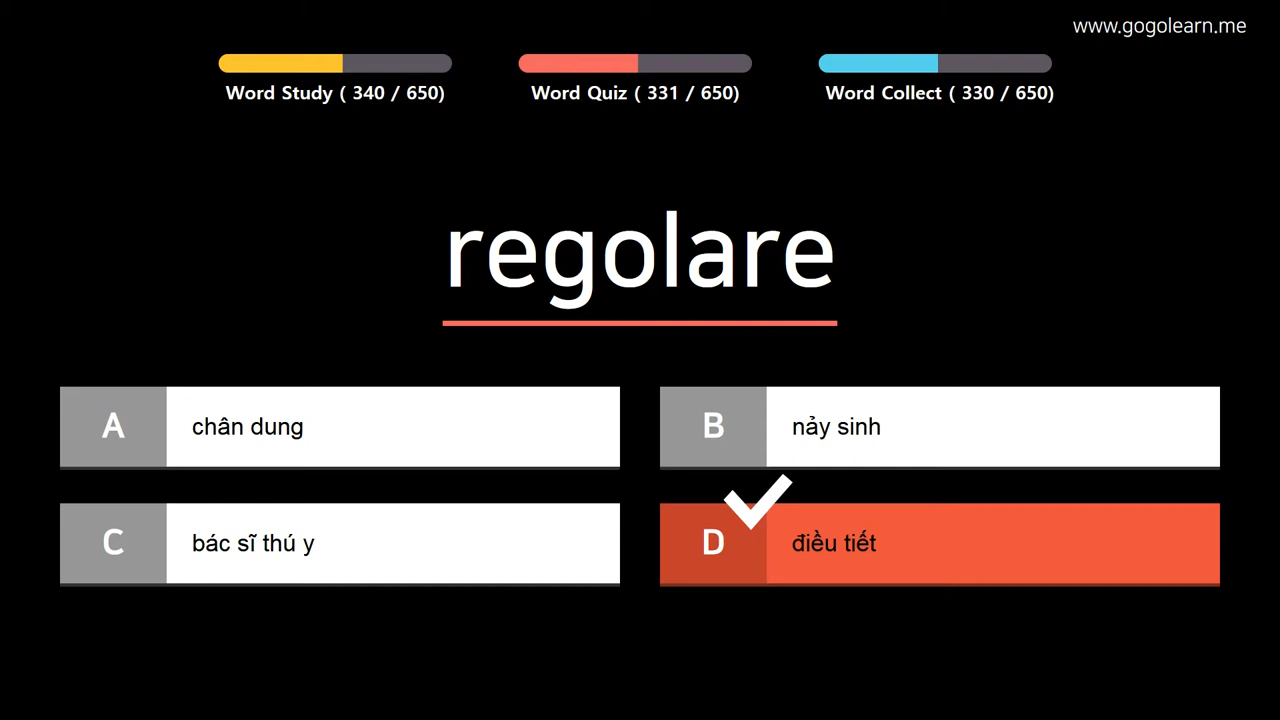 www.gogolearn.me
Word Study ( 340 / 650)
Word Quiz ( 331 / 650)
Word Collect ( 330 / 650)
regolare
A chân dung
B nảy sinh
C bác sĩ thú y
D điều tiết